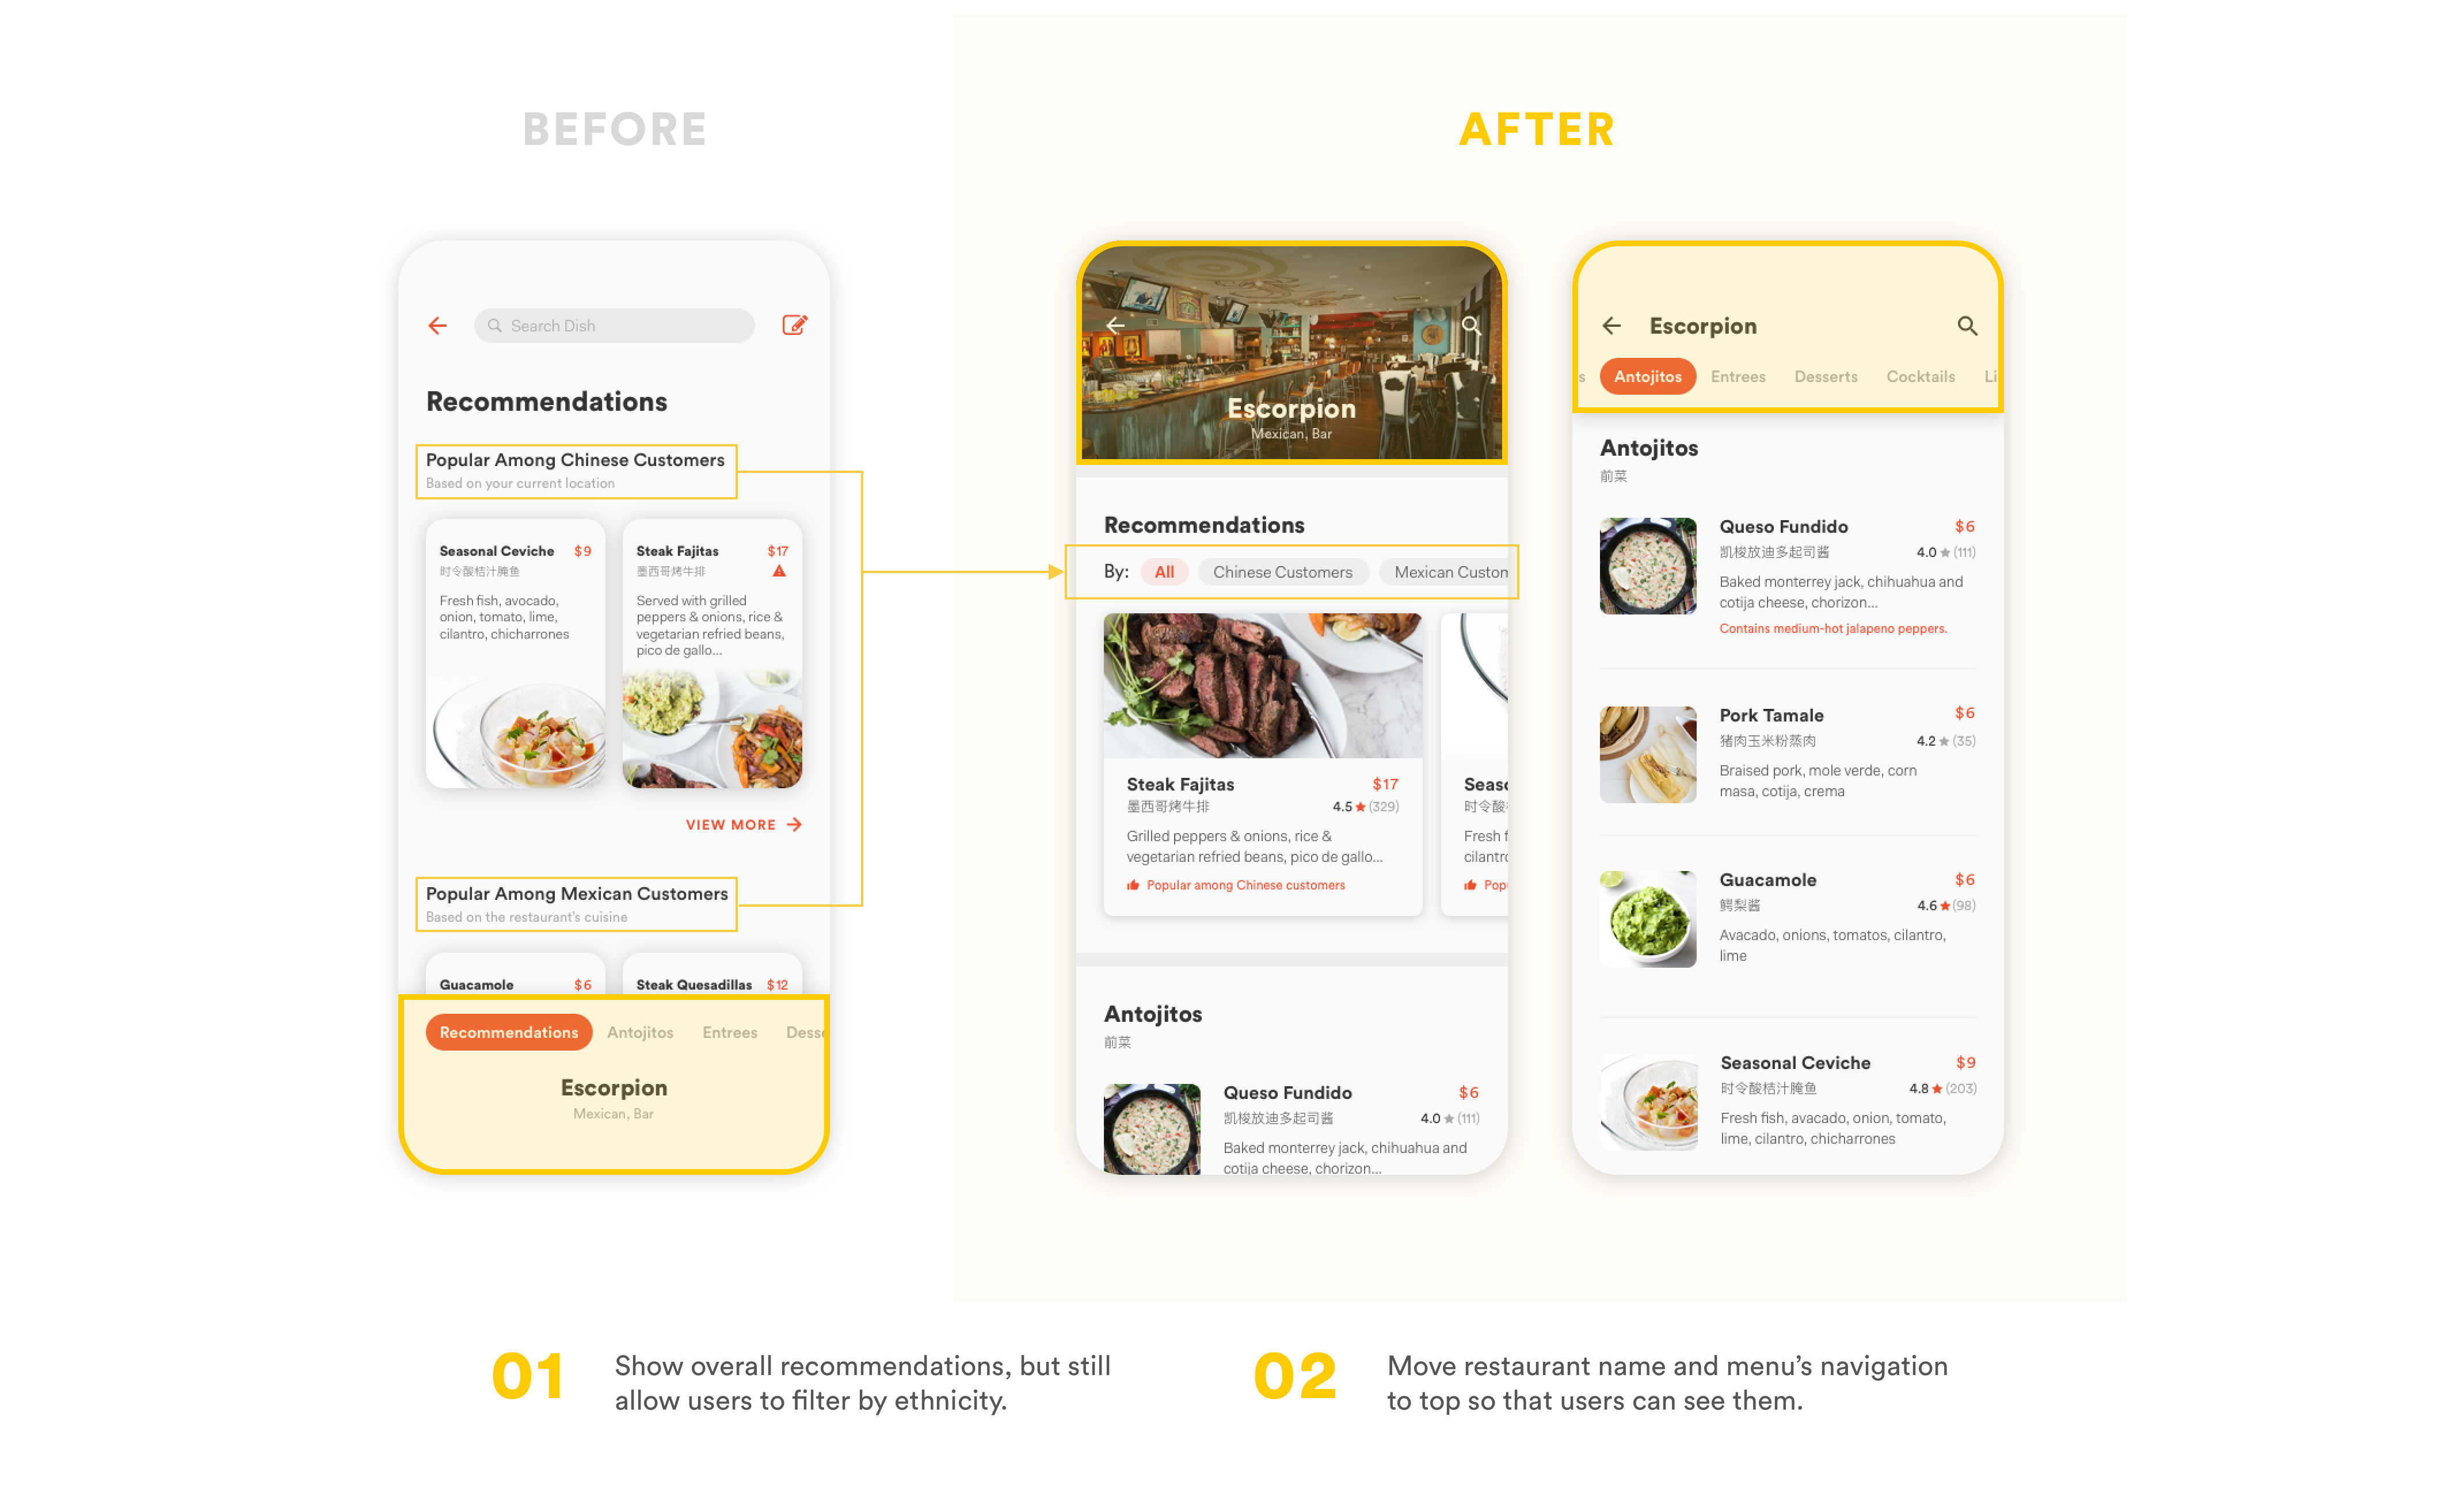 BEFORE
Search Dish
Recommendations
Popular Among Chinese Customers
Based on your current location
Seasonal Ceviche $9
时令酸桔汁腌鱼
Fresh fish, avocado,
onion, tomato, lime,
cilantro, chicharrones
Steak Fajitas $17
墨西哥烤牛排
Served with grilled
peppers & onions, rice &
vegetarian refried beans,
pico de gallo...
VIEW MORE
Popular Among Mexican Customers
Based on the restaurant's cuisine
Guacamole $6
Steak Quesadillas $12
Recommendations Antojitos Entrees Desse
Escorpion
Mexican, Bar
AFTER
Escorpion
Mexican, Bar
Recommendations
By: All Chinese Customers Mexican Custom
Steak Fajitas $17
墨西哥烤牛排 4.5 (329)
Grilled peppers & onions, rice &
vegetarian refried beans, pico de gallo...
Popular among Chinese customers
Seaso
时令酸
Fresh f
cilantro
Pop
Antojitos
前菜
Queso Fundido $6
凯梭放迪多起司酱 4.0 (111)
Baked monterrey jack, chihuahua and
cotija cheese, chorizon...
Escorpion
s Antojitos Entrees Desserts Cocktails Li
Antojitos
前菜
Queso Fundido $6
凯梭放迪多起司酱 4.0 (111)
Baked monterrey jack, chihuahua and
cotija cheese, chorizon...
Contains medium-hot jalapeno peppers.
Pork Tamale $6
猪肉玉米粉蒸肉 4.2 (35)
Braised pork, mole verde, corn
masa, cotija, crema
Guacamole $6
鳄梨酱 4.6 (98)
Avacado, onions, tomatos, cilantro,
lime
Seasonal Ceviche $9
时令酸桔汁腌鱼 4.8 (203)
Fresh fish, avacado, onion, tomato,
lime, cilantro, chicharrones
01
Show overall recommendations, but still
allow users to filter by ethnicity.
02
Move restaurant name and menu's navigation
to top so that users can see them.